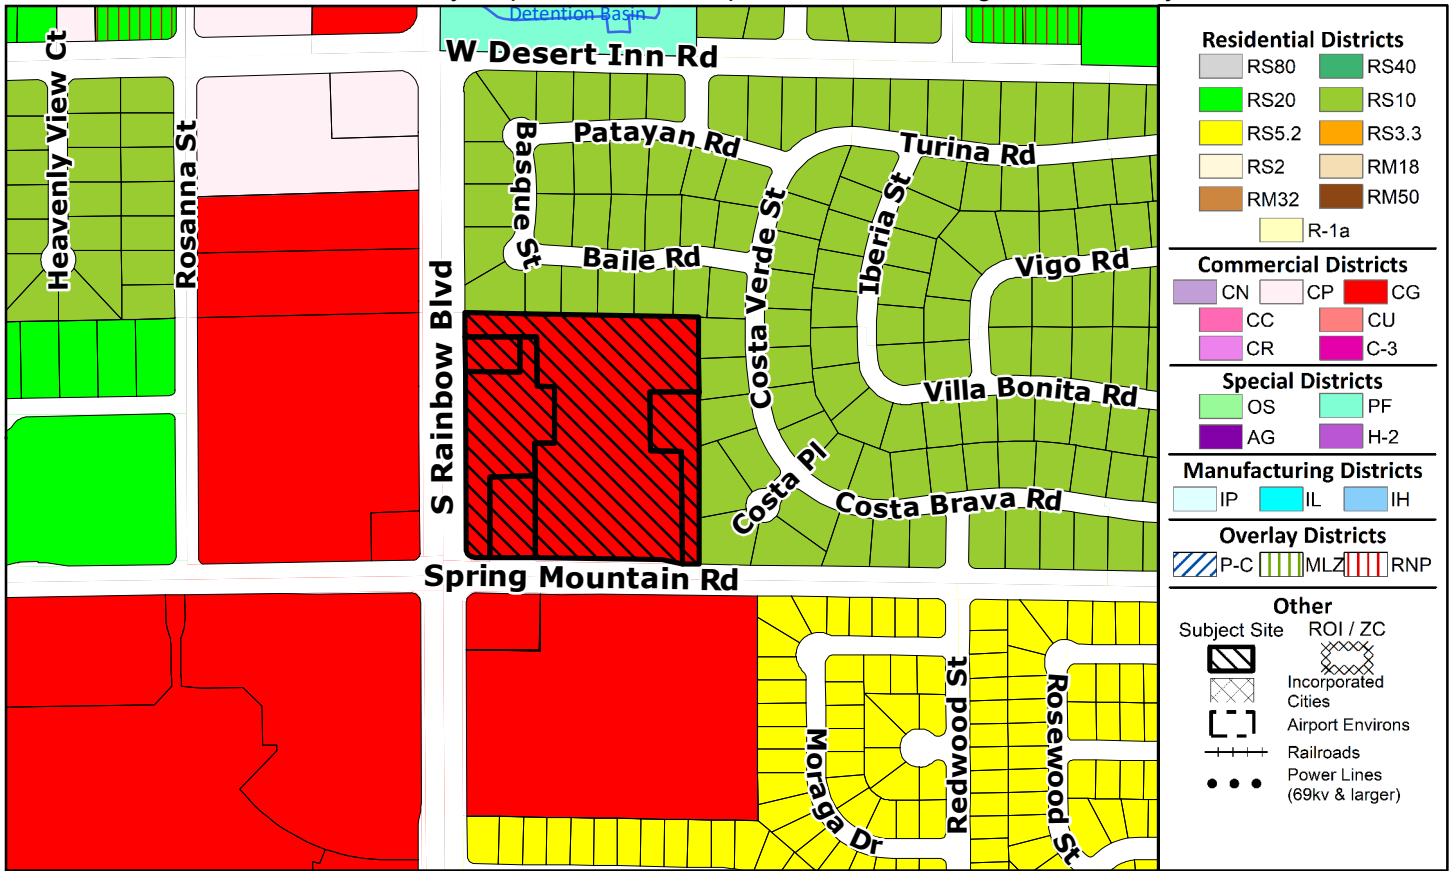 Detention Basin
W Desert Inn Rd
Heavenly View Ct
Rosanna St
S Rainbow Blvd
Basque St
Patayan Rd
Baile Rd
Costa Verde St
Turina Rd
Iberia St
Vigo Rd
Villa Bonita Rd
Costa Pl
Costa Brava Rd
Spring Mountain Rd
Moraga Dr
Redwood St
Rosewood St
Residential Districts
RS80 RS40
RS20 RS10
RS5.2 RS3.3
RS2 RM18
RM32 RM50
R-1a
Commercial Districts
CN CP CG
CC CU
CR C-3
Special Districts
OS PF
AG H-2
Manufacturing Districts
IP IL IH
Overlay Districts
P-C MLZ RNP
Other
Subject Site ROI / ZC
Incorporated
Cities
Airport Environs
Railroads
Power Lines
(69kv & larger)